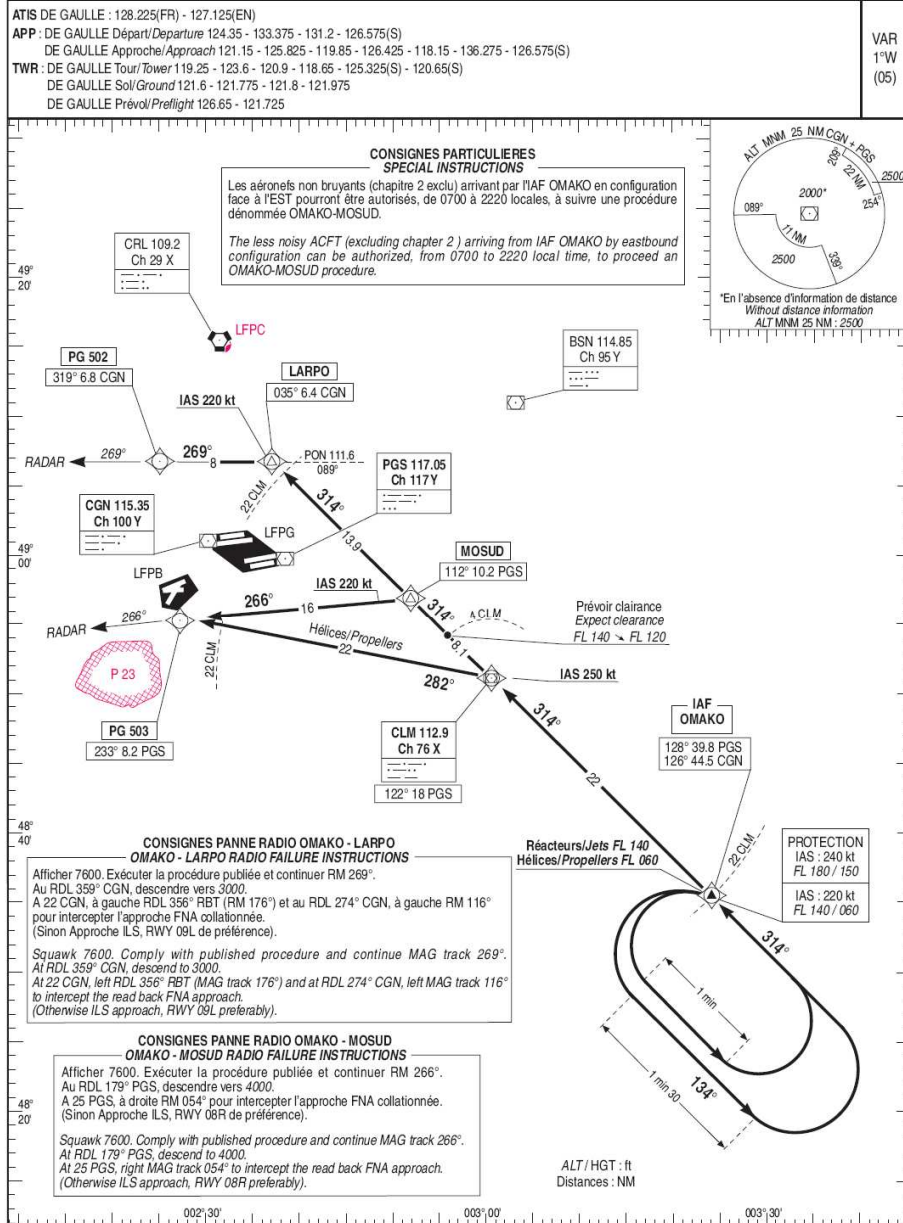 ATIS DE GAULLE : 128.225(FR) - 127.125(EN)
APP : DE GAULLE Départ/Departure 124.35 - 133.375 - 131.2 - 126.575(S)
DE GAULLE Approche/Approach 121.15 - 125.825 - 119.85 - 126.425 - 118.15 - 136.275 - 126.575(S)
TWR : DE GAULLE Tour/Tower 119.25 - 123.6 - 120.9 - 118.65 - 125.325(S) - 120.65(S)
DE GAULLE Sol/Ground 121.6 - 121.775 - 121.8 - 121.975
DE GAULLE Prévol/Preflight 126.65 - 121.725
VAR
1°W
(05)
CONSIGNES PARTICULIERES
SPECIAL INSTRUCTIONS
Les aéronefs non bruyants (chapitre 2 exclu) arrivant par l'IAF OMAKO en configuration
face à l'EST pourront être autorisés, de 0700 à 2220 locales, à suivre une procédure
dénommée OMAKO-MOSUD.
The less noisy ACFT (excluding chapter 2 ) arriving from IAF OMAKO by eastbound
configuration can be authorized, from 0700 to 2220 local time, to proceed an
OMAKO-MOSUD procedure.
ALT MNM 25 NM CGN + PGS
209°
22 NM
2500
254°
2000*
089°
11 NM
2500
339°
*En l'absence d'information de distance
Without distance information
ALT MNM 25 NM : 2500
49°
20'
CRL 109.2
Ch 29 X
LFPC
BSN 114.85
Ch 95 Y
PG 502
319° 6.8 CGN
LARPO
035° 6.4 CGN
IAS 220 kt
RADAR
269°
269°
8
PON 111.6
089°
22 CLM
314°
13.9
PGS 117.05
Ch 117 Y
CGN 115.35
Ch 100 Y
LFPG
49°
00'
LFPB
MOSUD
112° 10.2 PGS
IAS 220 kt
266°
16
RADAR
266°
Hélices/Propellers
22
282°
22 CLM
314°
8.1
4 CLM
Prévoir clairance
Expect clearance
FL 140 ↘ FL 120
IAS 250 kt
P 23
PG 503
233° 8.2 PGS
CLM 112.9
Ch 76 X
122° 18 PGS
314°
22
IAF
OMAKO
128° 39.8 PGS
126° 44.5 CGN
48°
40'
Réacteurs/Jets FL 140
Hélices/Propellers FL 060
22 CLM
PROTECTION
IAS : 240 kt
FL 180 / 150
IAS : 220 kt
FL 140 / 060
314°
1 min
1 min 30
134°
CONSIGNES PANNE RADIO OMAKO - LARPO
OMAKO - LARPO RADIO FAILURE INSTRUCTIONS
Afficher 7600. Exécuter la procédure publiée et continuer RM 269°.
Au RDL 359° CGN, descendre vers 3000.
A 22 CGN, à gauche RDL 356° RBT (RM 176°) et au RDL 274° CGN, à gauche RM 116°
pour intercepter l'approche FNA collationnée.
(Sinon Approche ILS, RWY 09L de préférence).
Squawk 7600. Comply with published procedure and continue MAG track 269°.
At RDL 359° CGN, descend to 3000.
At 22 CGN, left RDL 356° RBT (MAG track 176°) and at RDL 274° CGN, left MAG track 116°
to intercept the read back FNA approach.
(Otherwise ILS approach, RWY 09L preferably).
CONSIGNES PANNE RADIO OMAKO - MOSUD
OMAKO - MOSUD RADIO FAILURE INSTRUCTIONS
Afficher 7600. Exécuter la procédure publiée et continuer RM 266°.
Au RDL 179° PGS, descendre vers 4000.
A 25 PGS, à droite RM 054° pour intercepter l'approche FNA collationnée.
(Sinon Approche ILS, RWY 08R de préférence).
Squawk 7600. Comply with published procedure and continue MAG track 266°.
At RDL 179° PGS, descend to 4000.
At 25 PGS, right MAG track 054° to intercept the read back FNA approach.
(Otherwise ILS approach, RWY 08R preferably).
48°
20'
ALT / HGT : ft
Distances : NM
002°30'
003°00'
003°30'